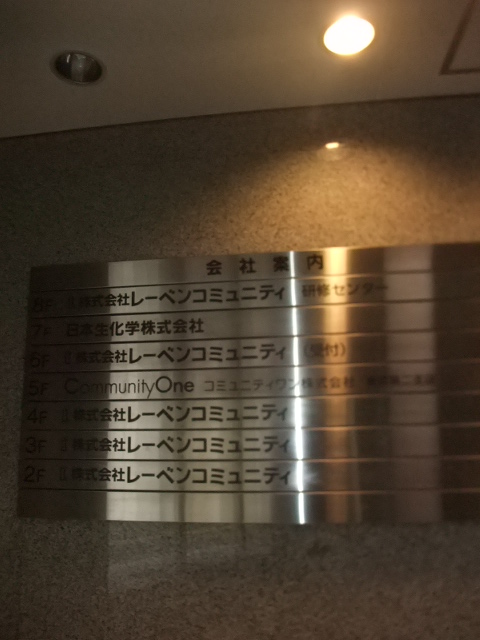 会社案内
8F 株式会社レーベンコミュニティ 研修センター
7F 日本生化学株式会社
6F 株式会社レーベンコミュニティ (受付)
5F CommunityOne コミュニティワン株式会社
4F 株式会社レーベンコミュニティ
3F 株式会社レーベンコミュニティ
2F 株式会社レーベンコミュニティ